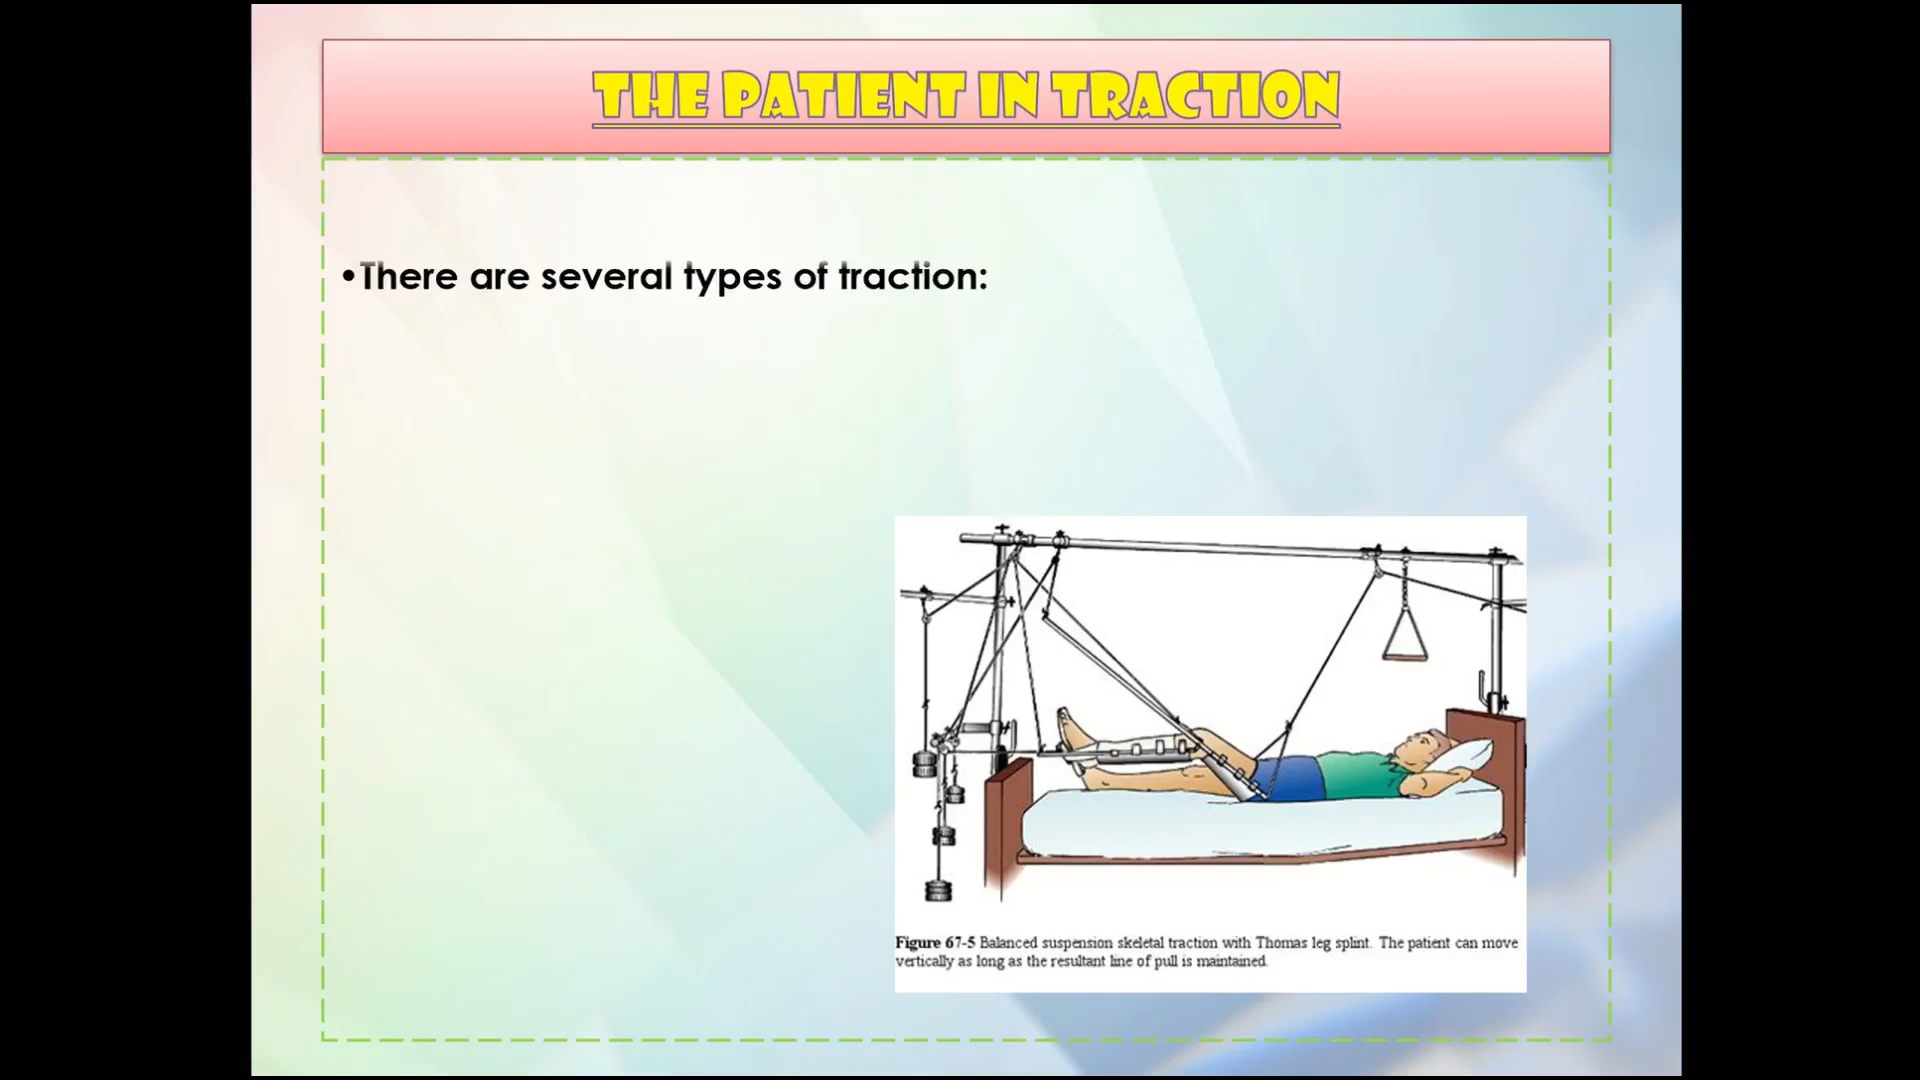 THE PATIENT IN TRACTION
•There are several types of traction:
Figure 67-5 Balanced suspension skeletal traction with Thomas leg splint. The patient can move
vertically as long as the resultant line of pull is maintained.